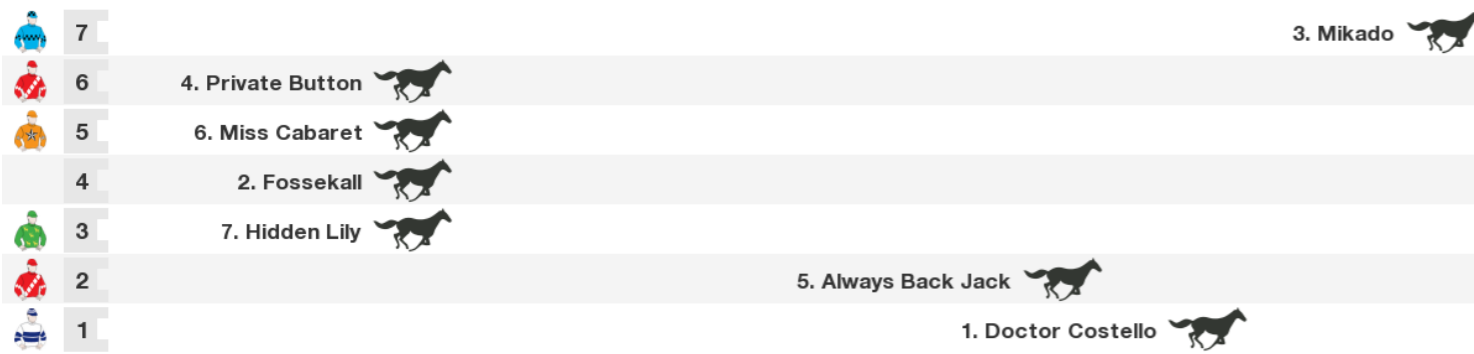 7 3. Mikado
6 4. Private Button
5 6. Miss Cabaret
4 2. Fossekall
3 7. Hidden Lily
2 5. Always Back Jack
1 1. Doctor Costello